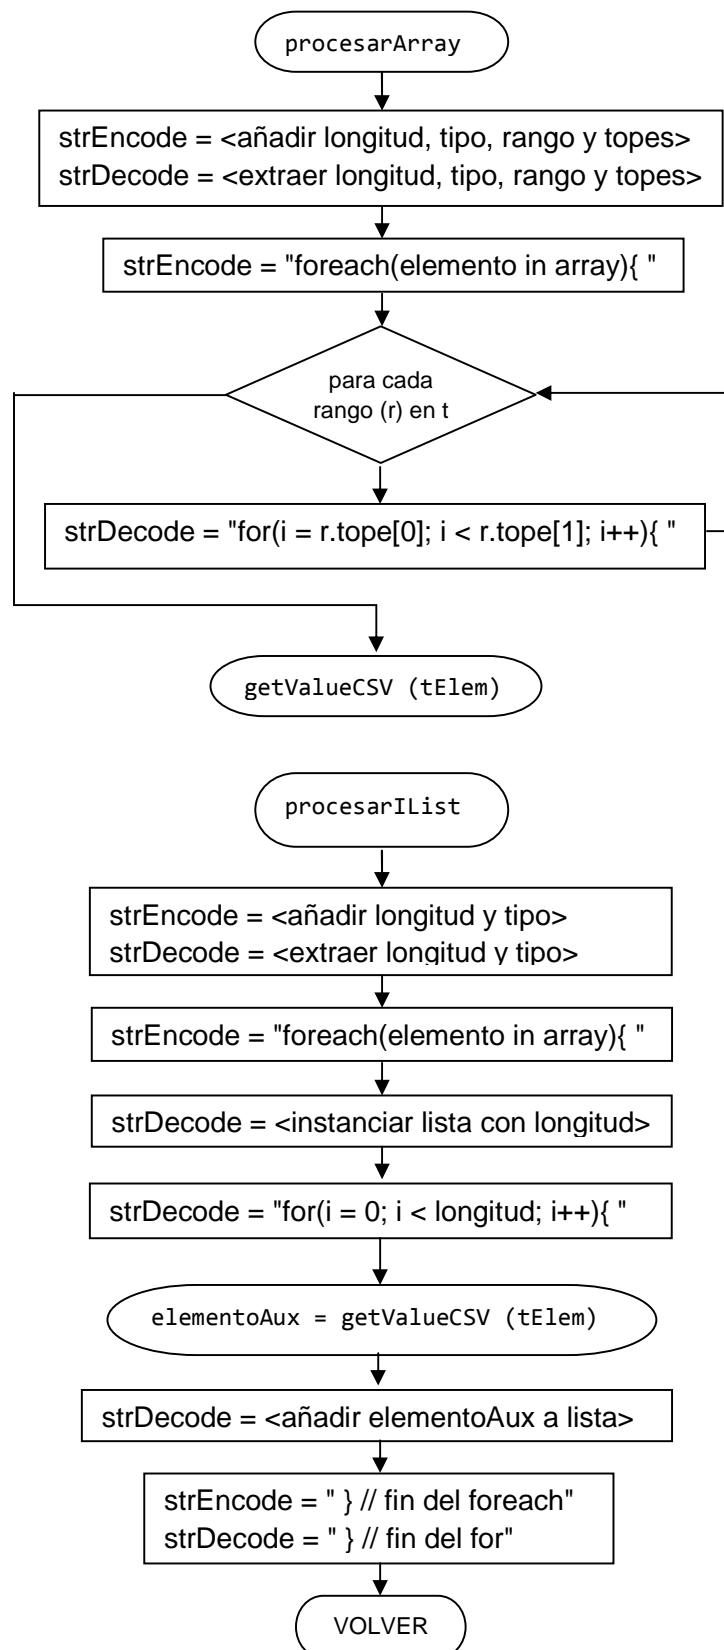 procesarArray
strEncode = <añadir longitud, tipo, rango y topes>
strDecode = <extraer longitud, tipo, rango y topes>
strEncode = "foreach(elemento in array){ "
para cada
rango (r) en t
strDecode = "for(i = r.tope[0]; i < r.tope[1]; i++){ "
getValueCSV (tElem)
procesarIList
strEncode = <añadir longitud y tipo>
strDecode = <extraer longitud y tipo>
strEncode = "foreach(elemento in array){ "
strDecode = <instanciar lista con longitud>
strDecode = "for(i = 0; i < longitud; i++){ "
elementoAux = getValueCSV (tElem)
strDecode = <añadir elementoAux a lista>
strEncode = " } // fin del foreach"
strDecode = " } // fin del for"
VOLVER